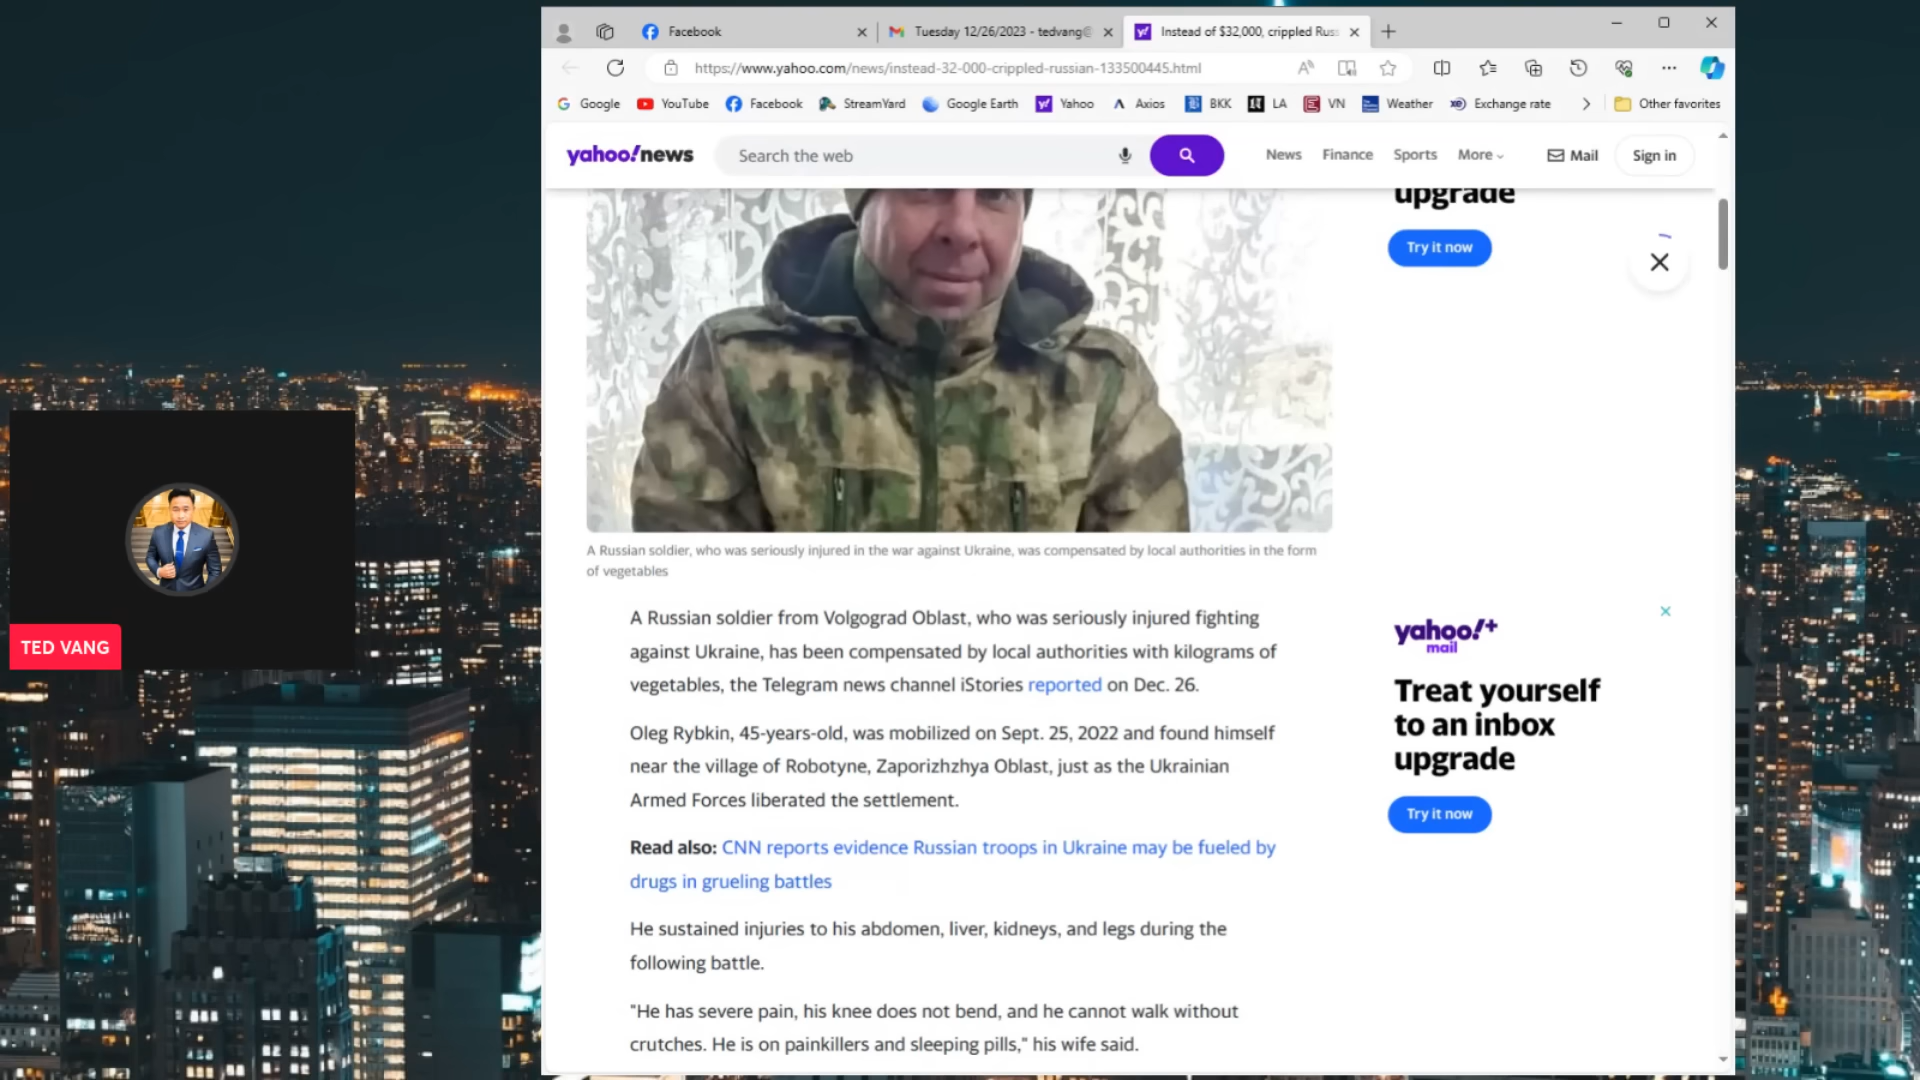 Facebook
Tuesday 12/26/2023 - tedvang@
Instead of $32,000, crippled Russ
https://www.yahoo.com/news/instead-32-000-crippled-russian-133500445.html
Google
YouTube
Facebook
StreamYard
Google Earth
Yahoo
Axios
BKK
LA
VN
Weather
Exchange rate
Other favorites
yahoo!news
Search the web
News
Finance
Sports
More
Mail
Sign in
upgrade
Try it now
A Russian soldier, who was seriously injured in the war against Ukraine, was compensated by local authorities in the form
of vegetables
A Russian soldier from Volgograd Oblast, who was seriously injured fighting
against Ukraine, has been compensated by local authorities with kilograms of
vegetables, the Telegram news channel iStories reported on Dec. 26.
Oleg Rybkin, 45-years-old, was mobilized on Sept. 25, 2022 and found himself
near the village of Robotyne, Zaporizhzhya Oblast, just as the Ukrainian
Armed Forces liberated the settlement.
Read also: CNN reports evidence Russian troops in Ukraine may be fueled by
drugs in grueling battles
He sustained injuries to his abdomen, liver, kidneys, and legs during the
following battle.
"He has severe pain, his knee does not bend, and he cannot walk without
crutches. He is on painkillers and sleeping pills," his wife said.
yahoo!+
mail
Treat yourself
to an inbox
upgrade
Try it now
TED VANG